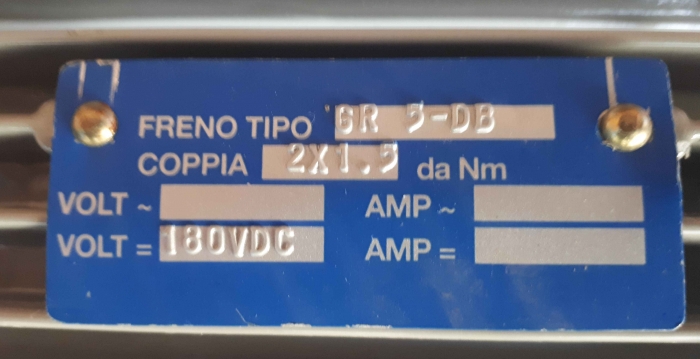 FRENO TIPO GR 5-DB
COPPIA 2X1.5 da Nm
VOLT ~ AMP ~
VOLT = 180VDC AMP =